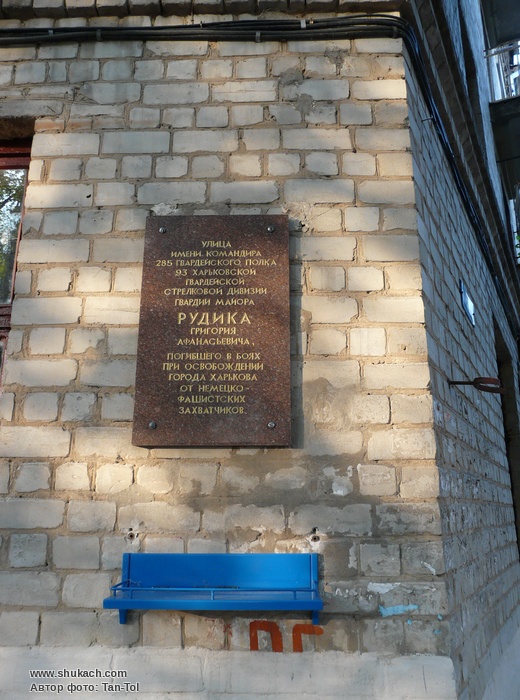 УЛИЦА
ИМЕНИ КОМАНДИРА
285 ГВАРДЕЙСКОГО ПОЛКА
93 ХАРЬКОВСКОЙ
ГВАРДЕЙСКОЙ
СТРЕЛКОВОЙ ДИВИЗИИ
ГВАРДИИ МАЙОРА
РУДИКА
ГРИГОРИЯ
АФАНАСЬЕВИЧА,
ПОГИБШЕГО В БОЯХ
ПРИ ОСВОБОЖДЕНИИ
ГОРОДА ХАРЬКОВА
ОТ НЕМЕЦКО-
ФАШИСТСКИХ
ЗАХВАТЧИКОВ.
ПГ
www.shukach.com
Автор фото: Tan-Tol